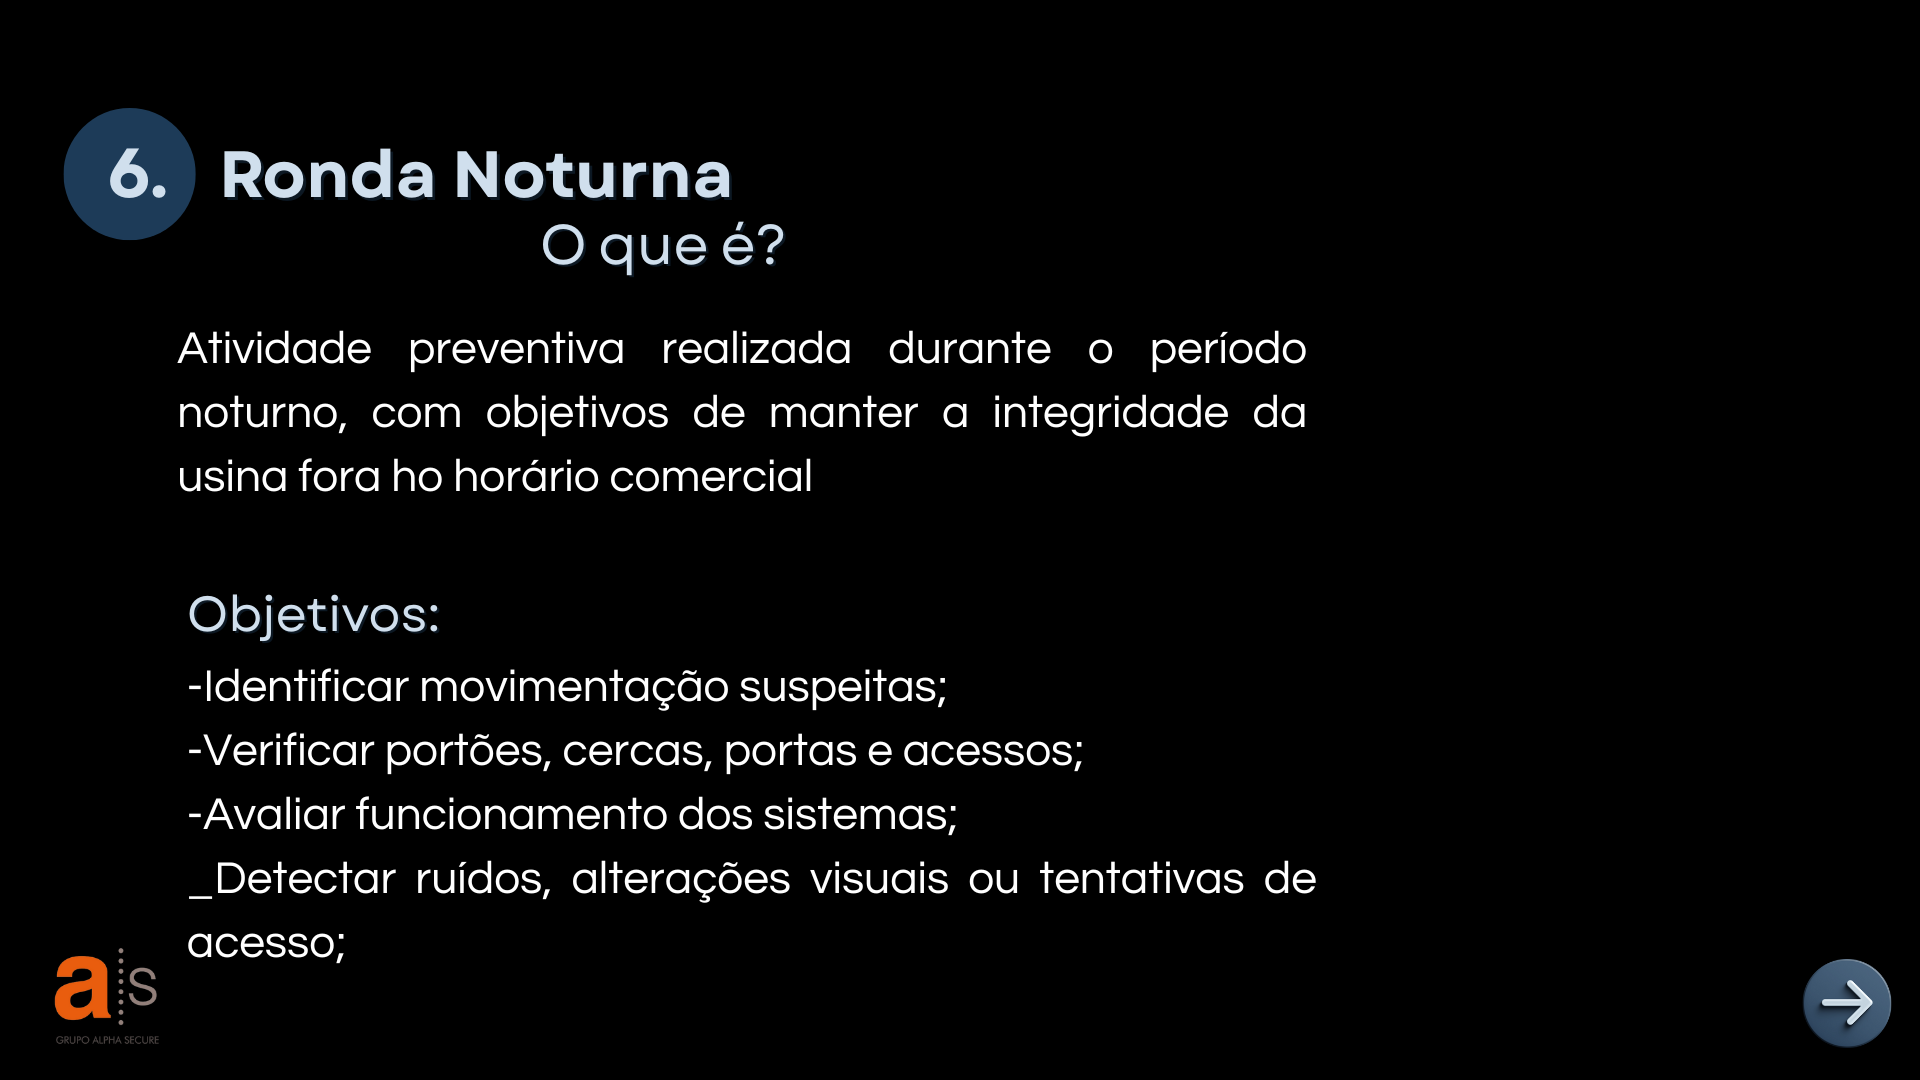 6. Ronda Noturna
O que é?
Atividade preventiva realizada durante o período
noturno, com objetivos de manter a integridade da
usina fora ho horário comercial
Objetivos:
-Identificar movimentação suspeitas;
-Verificar portões, cercas, portas e acessos;
-Avaliar funcionamento dos sistemas;
_Detectar ruídos, alterações visuais ou tentativas de
acesso;
a s
GRUPO ALPHA SECURE